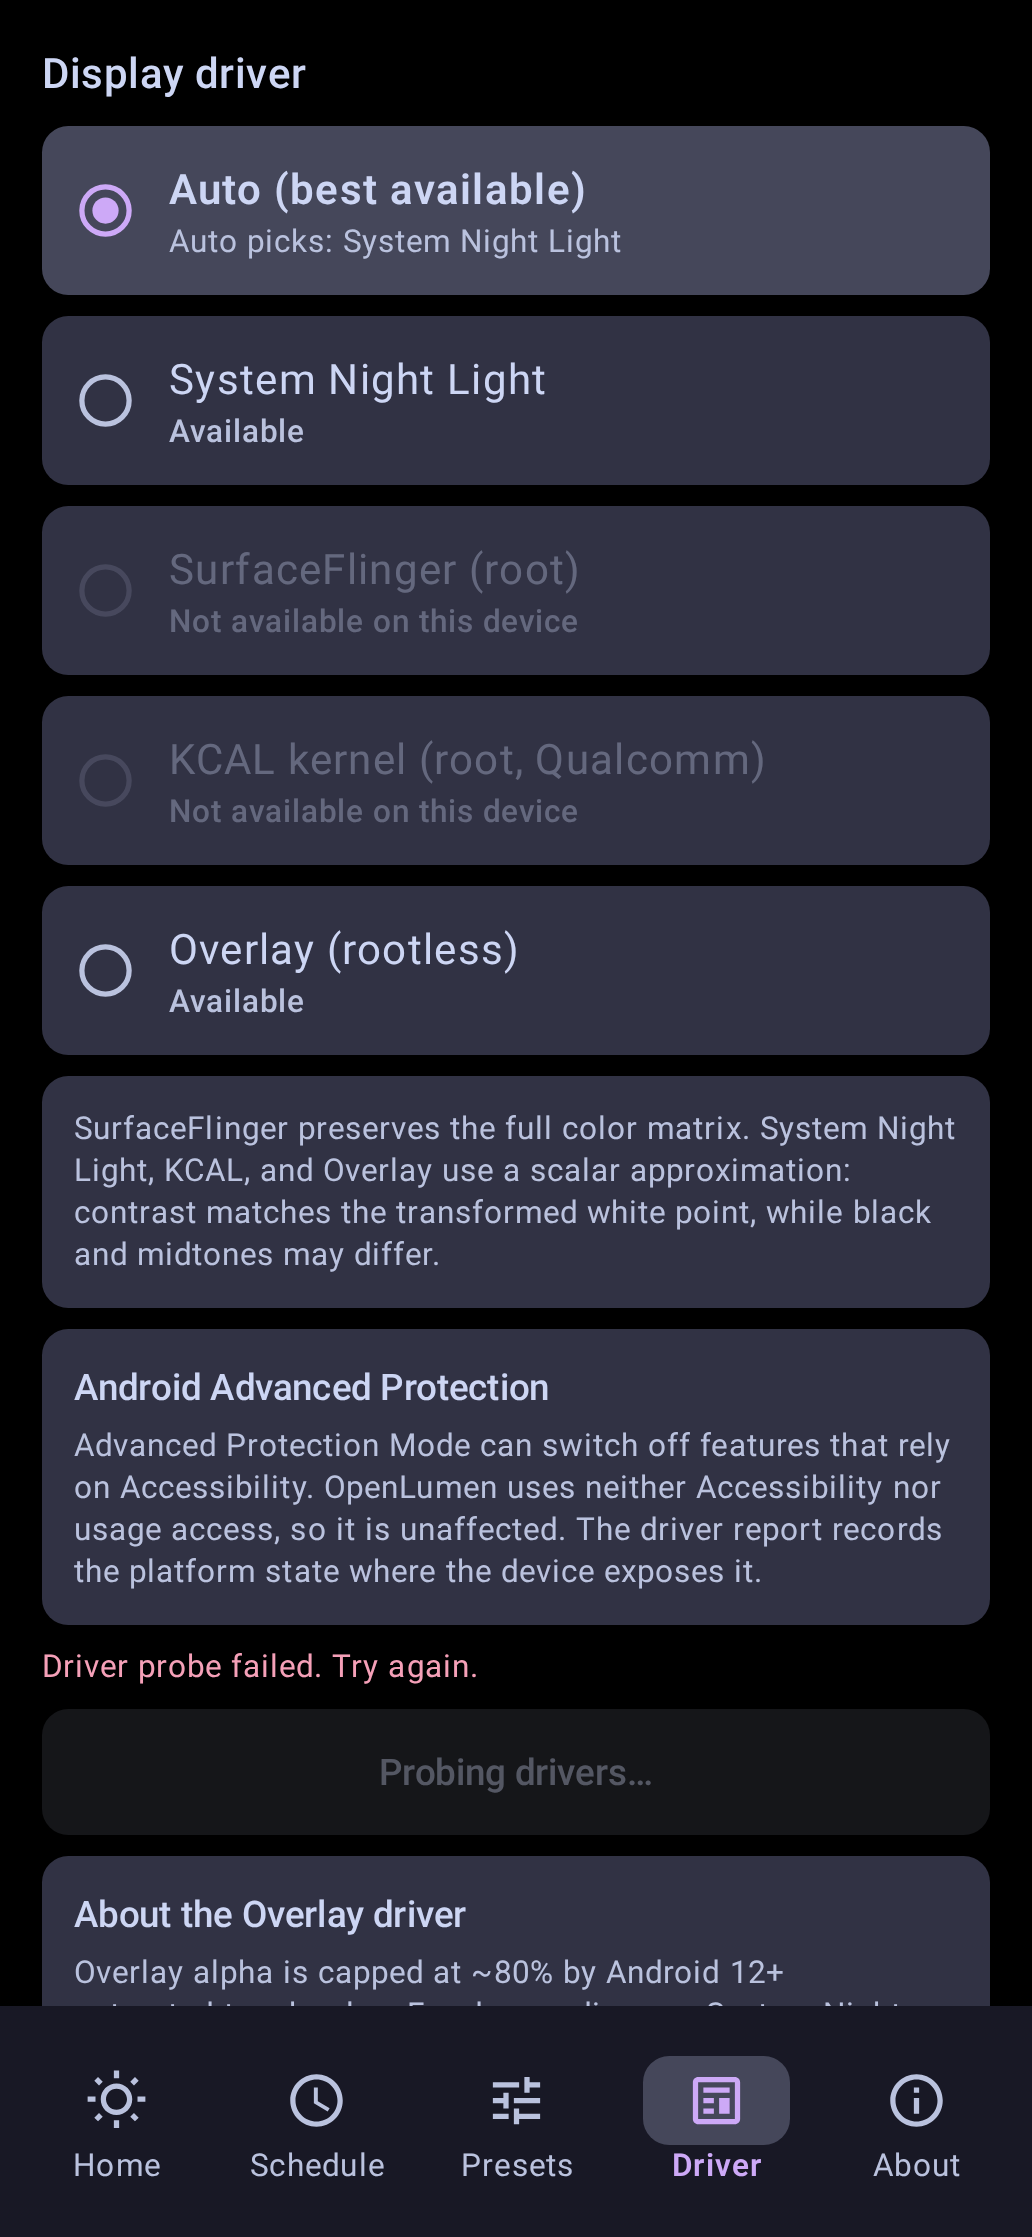 Display driver
Auto (best available)
Auto picks: System Night Light
System Night Light
Available
SurfaceFlinger (root)
Not available on this device
KCAL kernel (root, Qualcomm)
Not available on this device
Overlay (rootless)
Available
SurfaceFlinger preserves the full color matrix. System Night
Light, KCAL, and Overlay use a scalar approximation:
contrast matches the transformed white point, while black
and midtones may differ.
Android Advanced Protection
Advanced Protection Mode can switch off features that rely
on Accessibility. OpenLumen uses neither Accessibility nor
usage access, so it is unaffected. The driver report records
the platform state where the device exposes it.
Driver probe failed. Try again.
Probing drivers…
About the Overlay driver
Overlay alpha is capped at ~80% by Android 12+
Home
Schedule
Presets
Driver
About